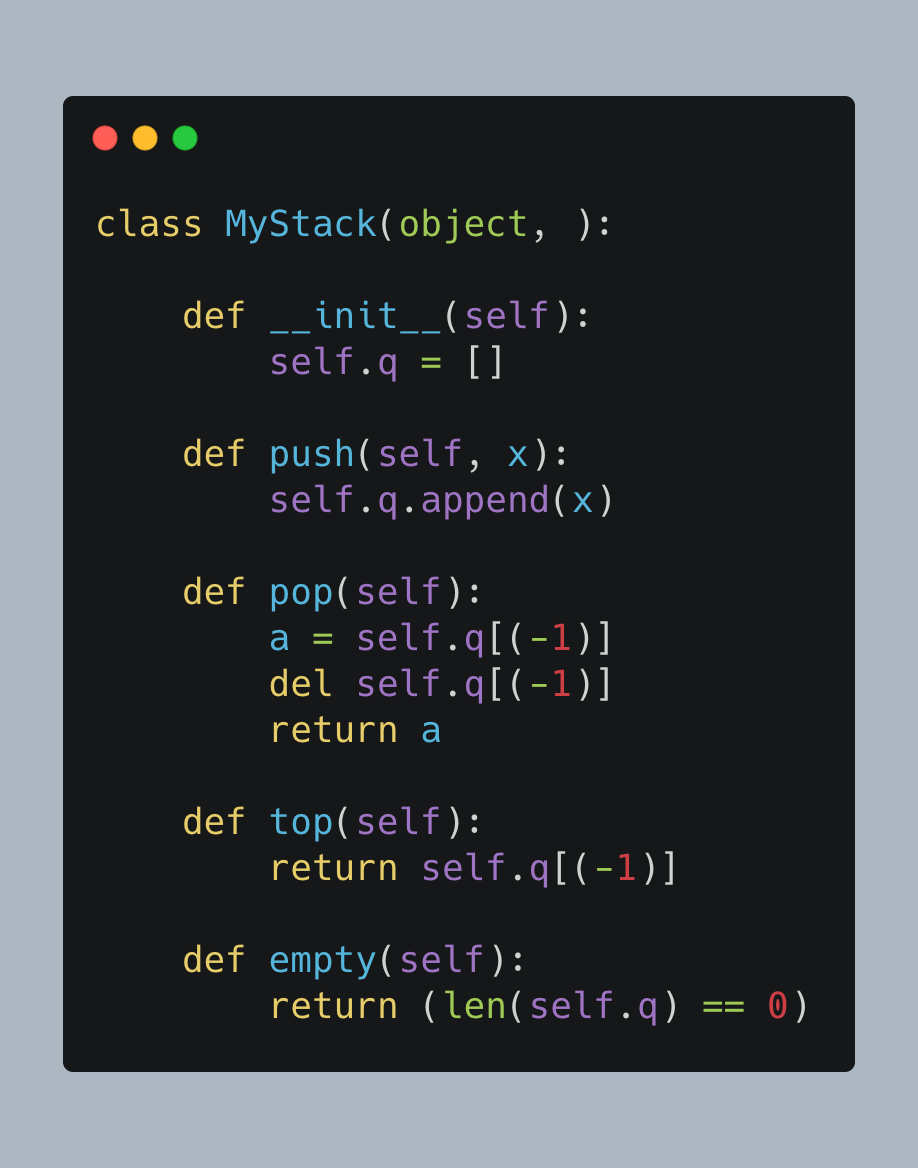 class MyStack(object, ):
    def __init__(self):
        self.q = []
    def push(self, x):
        self.q.append(x)
    def pop(self):
        a = self.q[(-1)]
        del self.q[(-1)]
        return a
    def top(self):
        return self.q[(-1)]
    def empty(self):
        return (len(self.q) == 0)